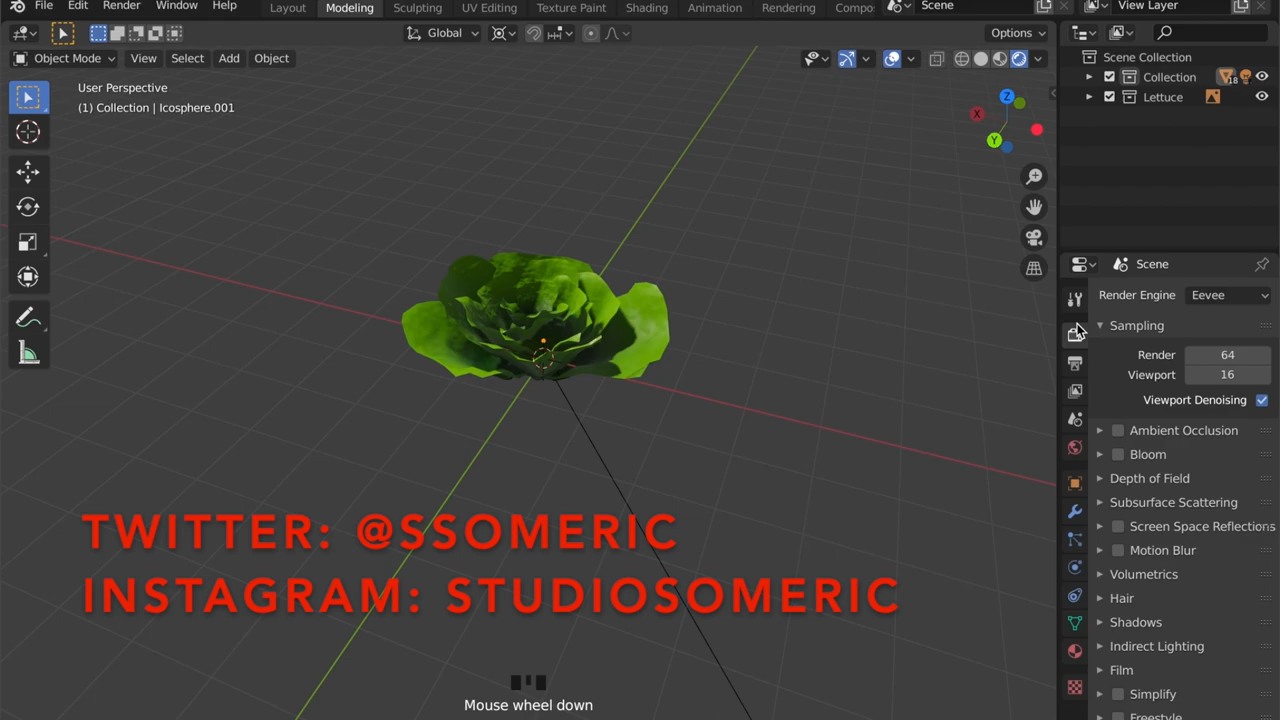 File Edit Render Window Help Layout Modeling Sculpting UV Editing Texture Paint Shading Animation Rendering Compo Scene View Layer
Global Options
Object Mode View Select Add Object
User Perspective
(1) Collection | Icosphere.001
Z
X
Y
Scene Collection
Collection 18
Lettuce
Scene
Render Engine Eevee
Sampling
Render 64
Viewport 16
Viewport Denoising
Ambient Occlusion
Bloom
Depth of Field
Subsurface Scattering
Screen Space Reflections
Motion Blur
Volumetrics
Hair
Shadows
Indirect Lighting
Film
Simplify
Freestyle
TWITTER: @SSOMERIC
INSTAGRAM: STUDIOSOMERIC
Mouse wheel down